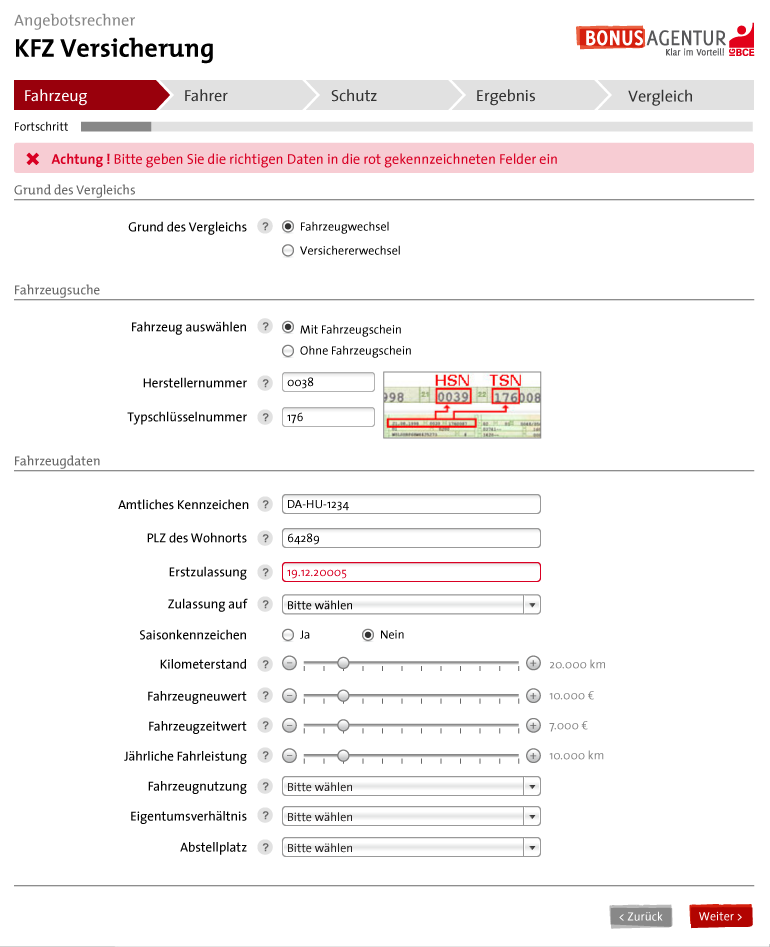 Angebotsrechner
KFZ Versicherung
BONUSAGENTUR
Klar im Vorteil! IGBCE
Fahrzeug Fahrer Schutz Ergebnis Vergleich
Fortschritt
Achtung ! Bitte geben Sie die richtigen Daten in die rot gekennzeichneten Felder ein
Grund des Vergleichs
Grund des Vergleichs ? Fahrzeugwechsel
Versichererwechsel
Fahrzeugsuche
Fahrzeug auswählen ? Mit Fahrzeugschein
Ohne Fahrzeugschein
Herstellernummer ? 0038
HSN TSN
998 21 0039 22 176008
Typschlüsselnummer ? 176
Fahrzeugdaten
Amtliches Kennzeichen ? DA-HU-1234
PLZ des Wohnorts ? 64289
Erstzulassung ? 19.12.20005
Zulassung auf ? Bitte wählen
Saisonkennzeichen Ja Nein
Kilometerstand ? 20.000 km
Fahrzeugneuwert ? 10.000 €
Fahrzeugzeitwert ? 7.000 €
Jährliche Fahrleistung ? 10.000 km
Fahrzeugnutzung ? Bitte wählen
Eigentumsverhältnis ? Bitte wählen
Abstellplatz ? Bitte wählen
< Zurück Weiter >